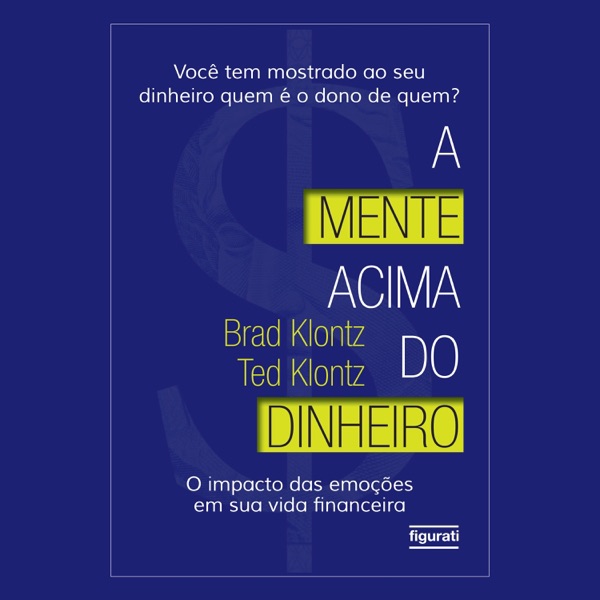 Você tem mostrado ao seu
dinheiro quem é o dono de quem?
A
MENTE
ACIMA
DO
DINHEIRO
Brad Klontz
Ted Klontz
O impacto das emoções
em sua vida financeira
figurati